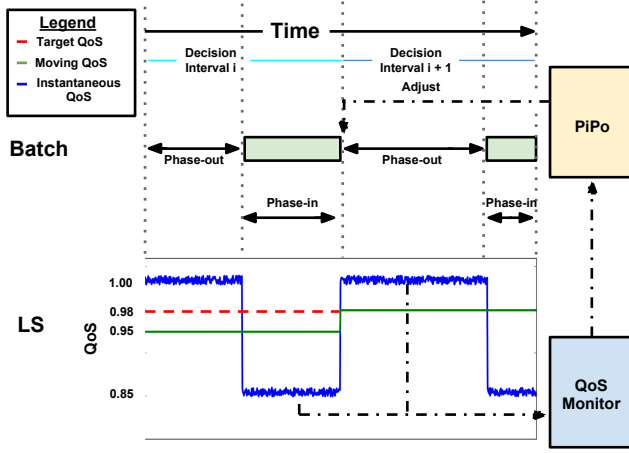 Legend
Target QoS
Moving QoS
Instantaneous
QoS
Time
Decision
Interval i
Decision
Interval i + 1
Adjust
PiPo
Batch
Phase-out
Phase-out
Phase-in
Phase-in
LS
QoS
1.00
0.98
0.95
0.85
QoS
Monitor